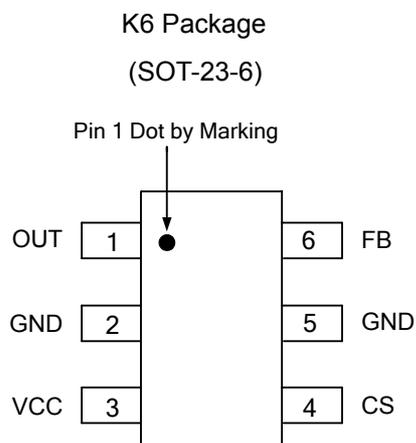 K6 Package
(SOT-23-6)
Pin 1 Dot by Marking
OUT 1 6 FB
GND 2 5 GND
VCC 3 4 CS